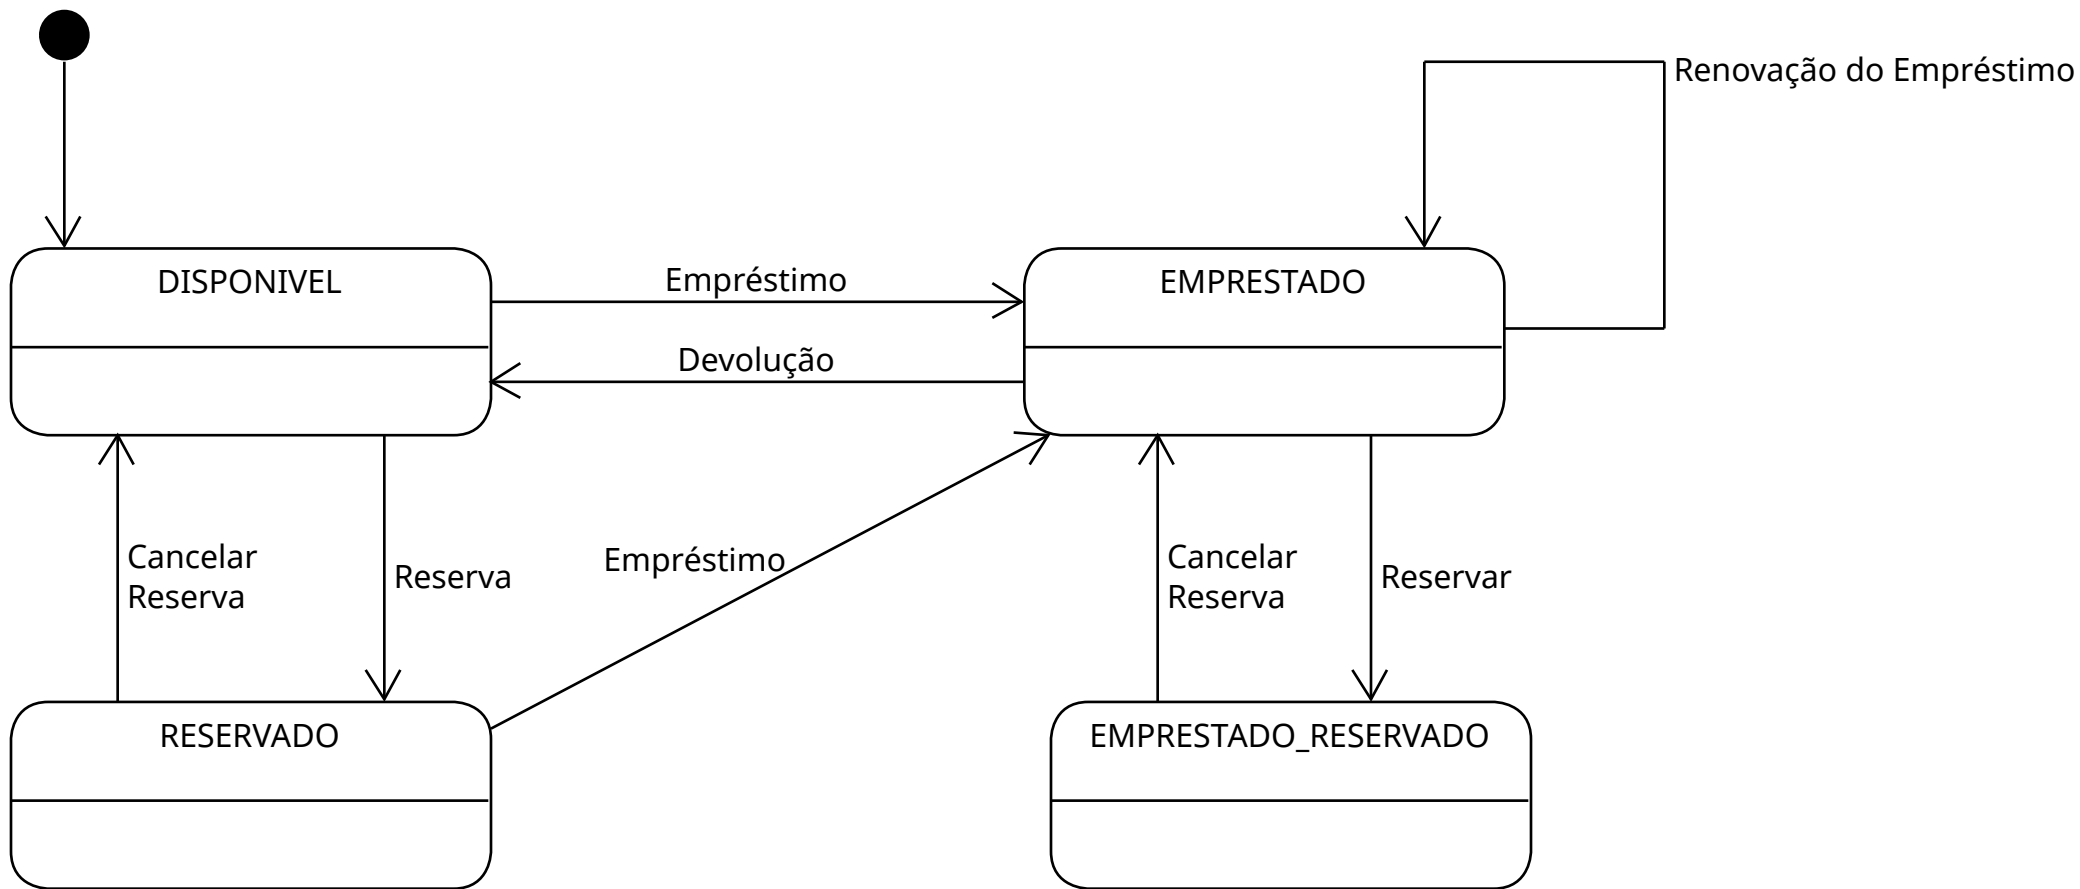 Renovação do Empréstimo
DISPONIVEL
Empréstimo
EMPRESTADO
Devolução
Cancelar
Reserva
Reserva
Empréstimo
Cancelar
Reserva
Reservar
RESERVADO
EMPRESTADO_RESERVADO